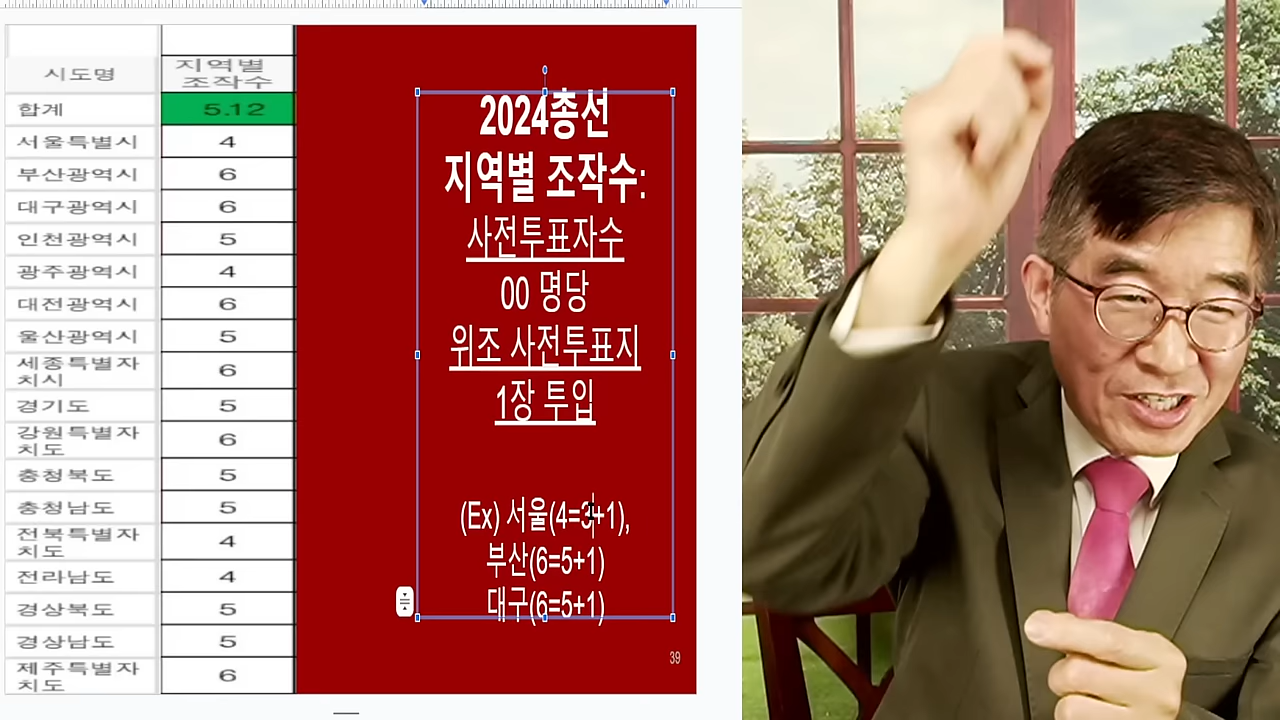 시도명 지역별
조작수
합계 5.12
서울특별시 4
부산광역시 6
대구광역시 6
인천광역시 5
광주광역시 4
대전광역시 6
울산광역시 5
세종특별자
치시 6
경기도 5
강원특별자
치도 6
충청북도 5
충청남도 5
전북특별자
치도 4
전라남도 4
경상북도 5
경상남도 5
제주특별자
치도 6
2024총선
지역별 조작수:
사전투표자수
00 명당
위조 사전투표지
1장 투입
(Ex) 서울(4=3+1),
부산(6=5+1)
대구(6=5+1)
39